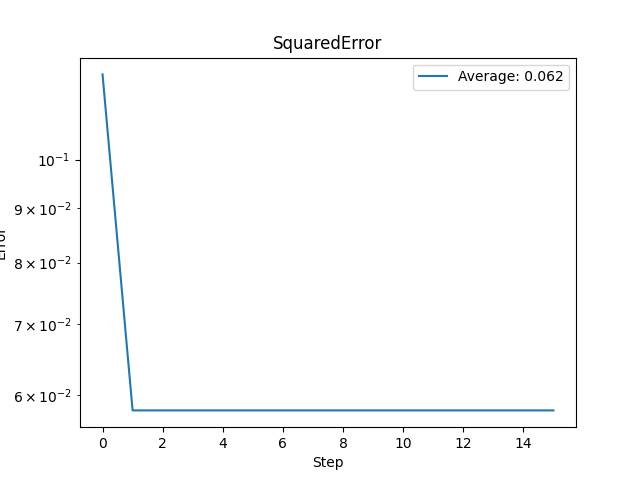 SquaredError
Average: 0.062
10⁻¹
9 × 10⁻²
8 × 10⁻²
7 × 10⁻²
6 × 10⁻²
Error
0 2 4 6 8 10 12 14
Step